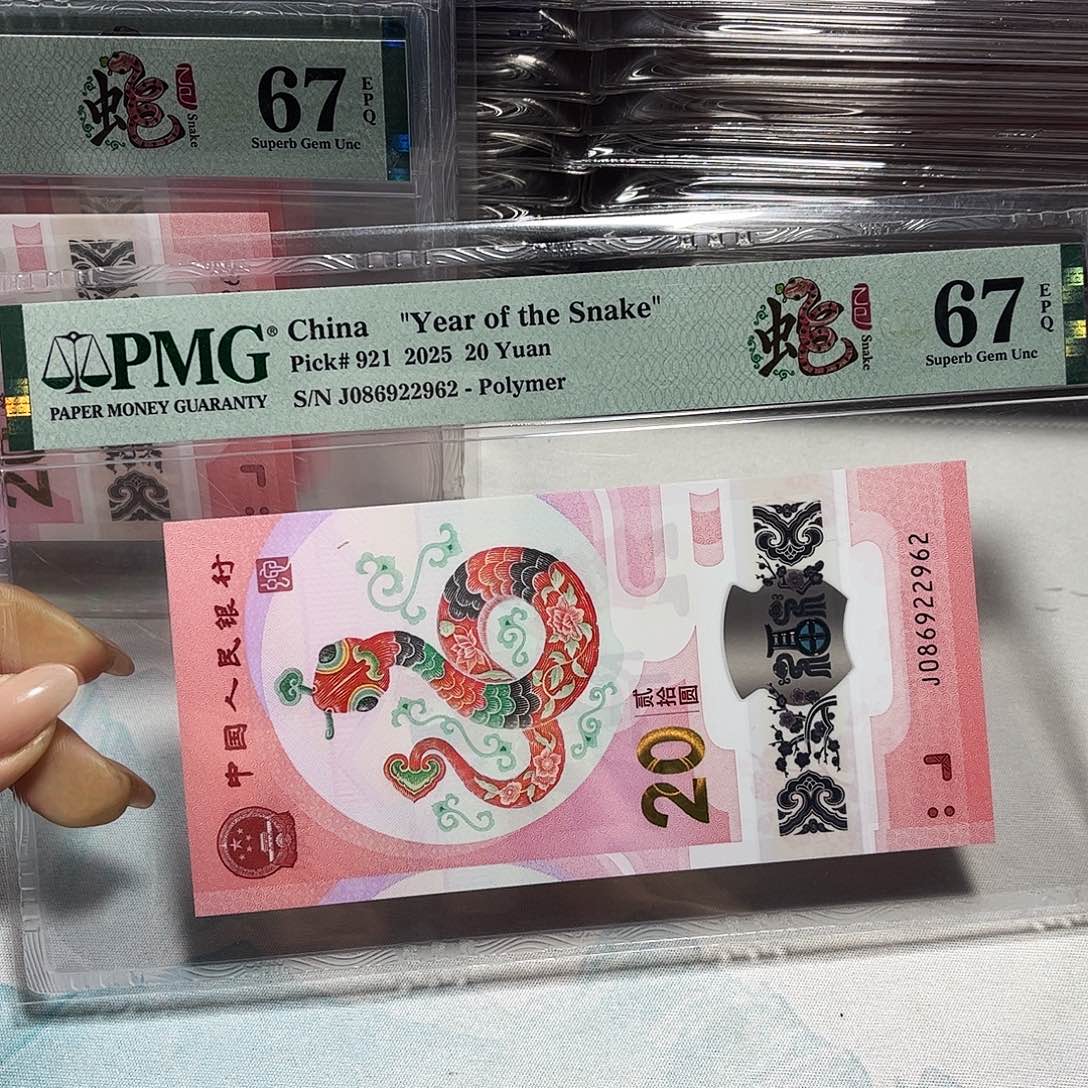 蛇
Snake
67
EPQ
Superb Gem Unc
PMG®
PAPER MONEY GUARANTY
China "Year of the Snake"
Pick# 921 2025 20 Yuan
S/N J086922962 - Polymer
蛇
Snake
67
EPQ
Superb Gem Unc
20
中国人民银行
贰拾圆
20
福
J086922962